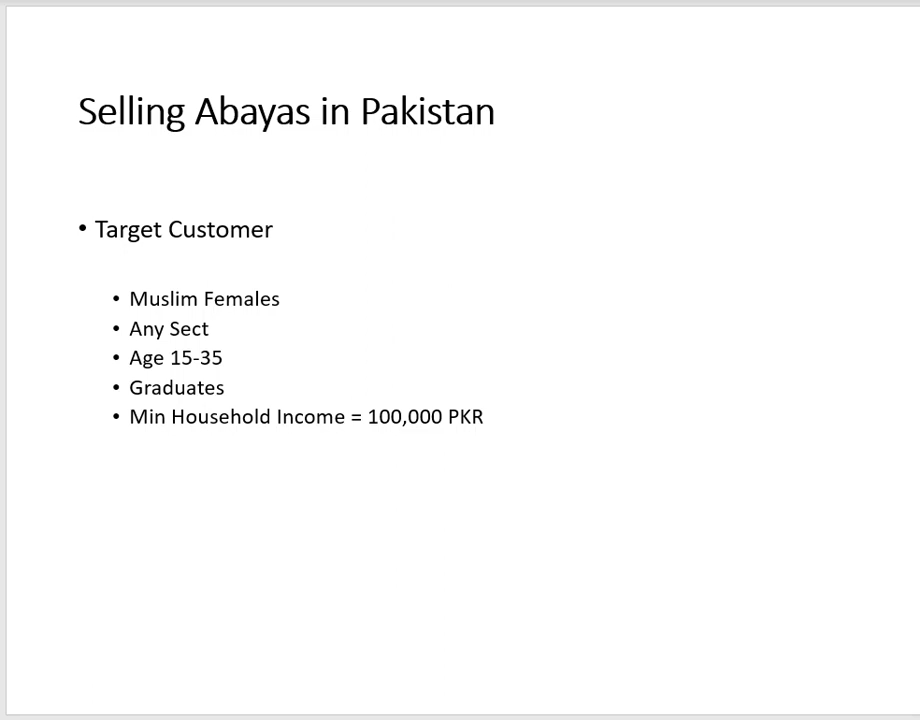 Selling Abayas in Pakistan
• Target Customer
• Muslim Females
• Any Sect
• Age 15-35
• Graduates
• Min Household Income = 100,000 PKR